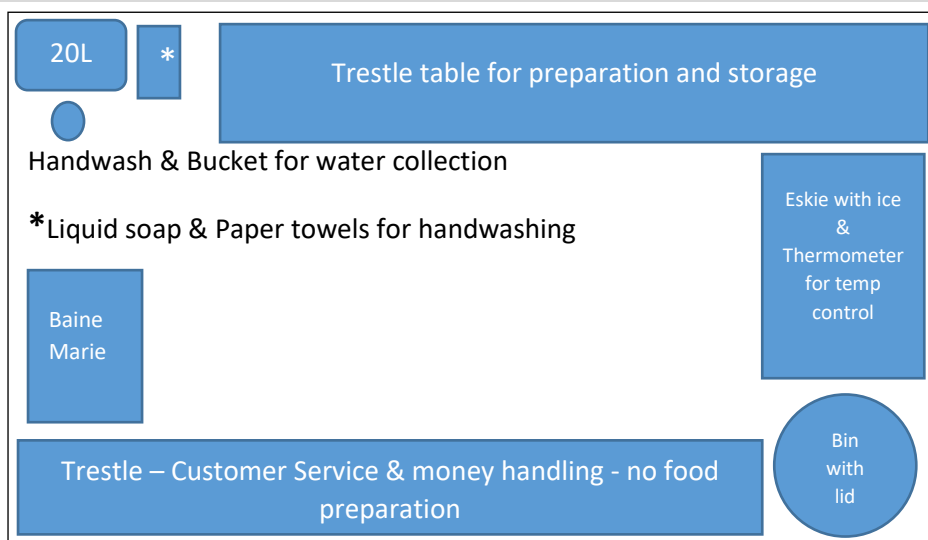 20L
*
Trestle table for preparation and storage
Handwash & Bucket for water collection
*Liquid soap & Paper towels for handwashing
Eskie with ice
&
Thermometer
for temp
control
Baine
Marie
Trestle – Customer Service & money handling - no food
preparation
Bin
with
lid